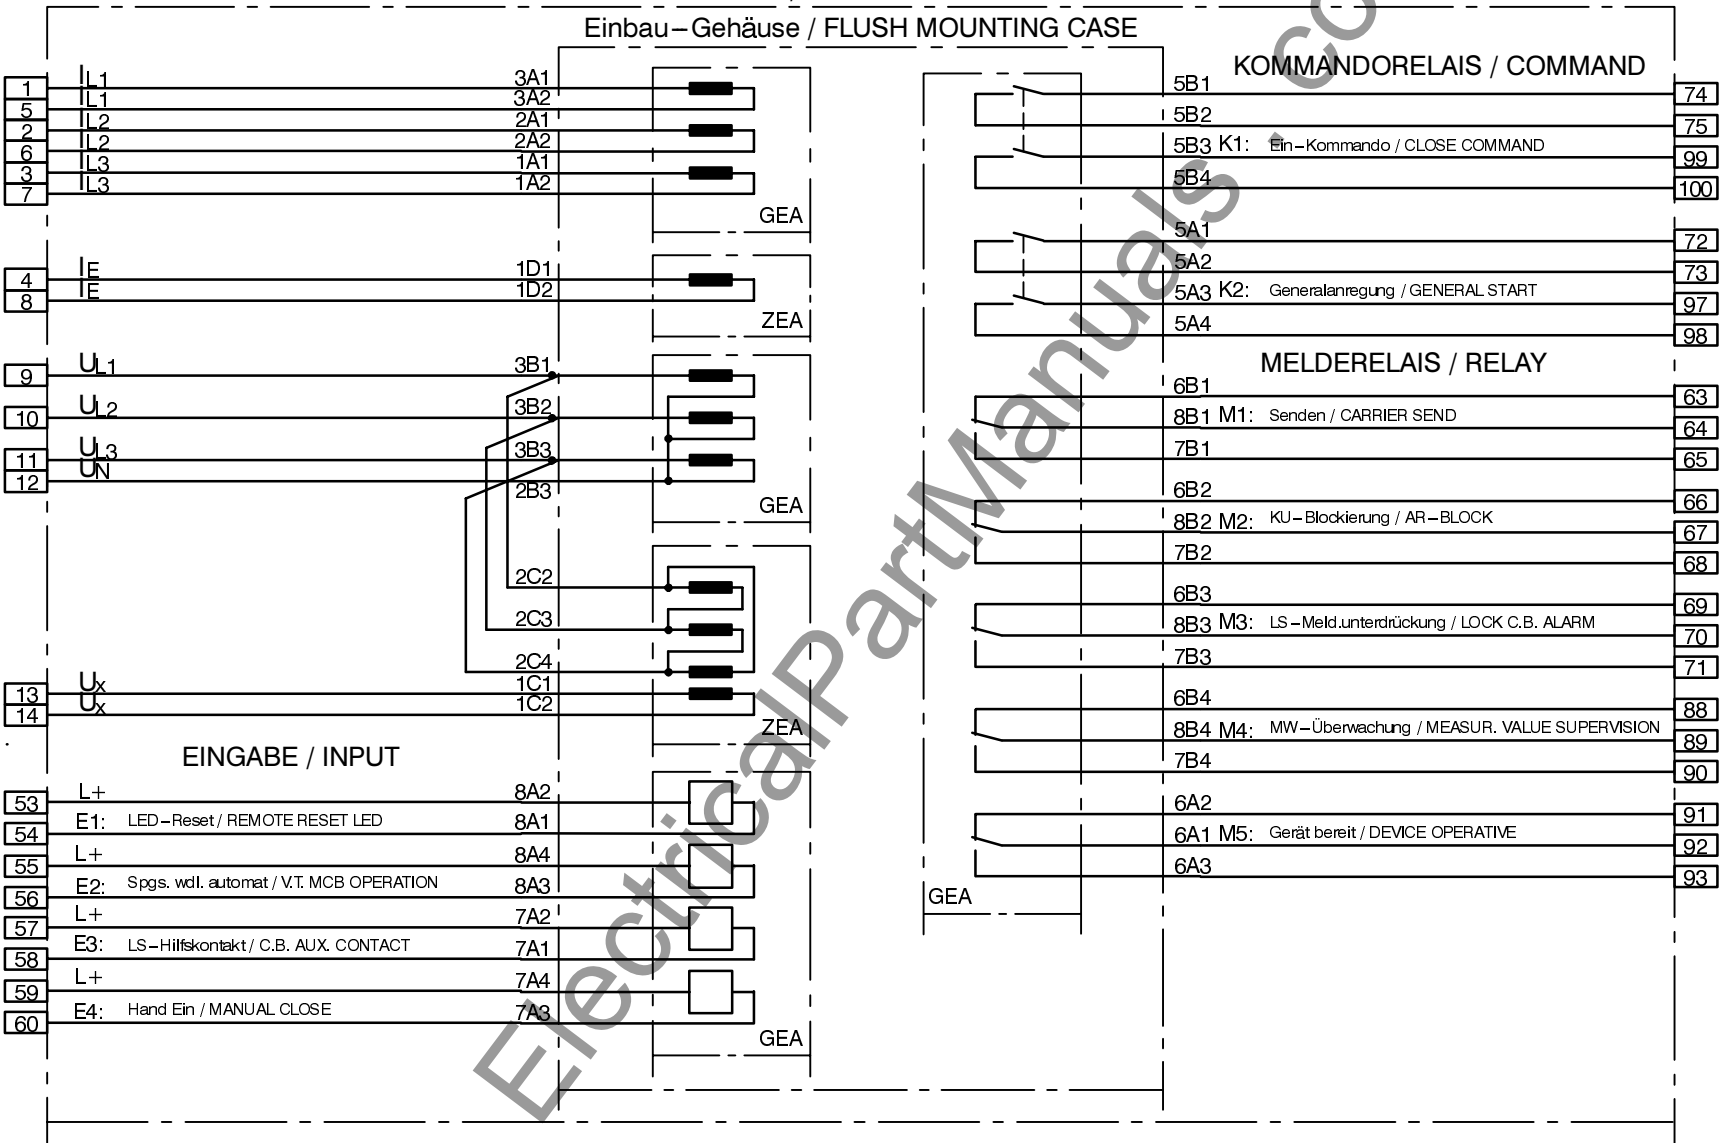 Einbau–Gehäuse / FLUSH MOUNTING CASE
1 IL1 3A1
5 IL1 3A2
2 IL2 2A1
6 IL2 2A2
3 IL3 1A1
7 IL3 1A2
GEA
4 IE 1D1
8 IE 1D2
ZEA
9 UL1 3B1
10 UL2 3B2
11 UL3 3B3
12 UN 2B3
GEA
2C2
2C3
2C4
13 Ux 1C1
14 Ux 1C2
ZEA
EINGABE / INPUT
53 L+ 8A2
54 E1: LED–Reset / REMOTE RESET LED 8A1
55 L+ 8A4
56 E2: Spgs. wdl. automat / V.T. MCB OPERATION 8A3
57 L+ 7A2
58 E3: LS–Hilfskontakt / C.B. AUX. CONTACT 7A1
59 L+ 7A4
60 E4: Hand Ein / MANUAL CLOSE 7A3
GEA
KOMMANDORELAIS / COMMAND
5B1 74
5B2 75
5B3 K1: Ein–Kommando / CLOSE COMMAND 99
5B4 100
5A1 72
5A2 73
5A3 K2: Generalanregung / GENERAL START 97
5A4 98
MELDERELAIS / RELAY
6B1 63
8B1 M1: Senden / CARRIER SEND 64
7B1 65
6B2 66
8B2 M2: KU–Blockierung / AR–BLOCK 67
7B2 68
6B3 69
8B3 M3: LS–Meld.unterdrückung / LOCK C.B. ALARM 70
7B3 71
6B4 88
8B4 M4: MW–Überwachung / MEASUR. VALUE SUPERVISION 89
7B4 90
6A2 91
6A1 M5: Gerät bereit / DEVICE OPERATIVE 92
6A3 93
GEA
ElectricalPartManuals . co